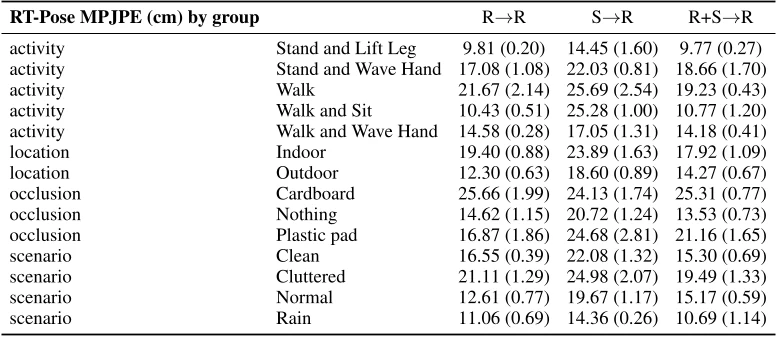 RT-Pose MPJPE (cm) by group R→R S→R R+S→R
activity Stand and Lift Leg 9.81 (0.20) 14.45 (1.60) 9.77 (0.27)
activity Stand and Wave Hand 17.08 (1.08) 22.03 (0.81) 18.66 (1.70)
activity Walk 21.67 (2.14) 25.69 (2.54) 19.23 (0.43)
activity Walk and Sit 10.43 (0.51) 25.28 (1.00) 10.77 (1.20)
activity Walk and Wave Hand 14.58 (0.28) 17.05 (1.31) 14.18 (0.41)
location Indoor 19.40 (0.88) 23.89 (1.63) 17.92 (1.09)
location Outdoor 12.30 (0.63) 18.60 (0.89) 14.27 (0.67)
occlusion Cardboard 25.66 (1.99) 24.13 (1.74) 25.31 (0.77)
occlusion Nothing 14.62 (1.15) 20.72 (1.24) 13.53 (0.73)
occlusion Plastic pad 16.87 (1.86) 24.68 (2.81) 21.16 (1.65)
scenario Clean 16.55 (0.39) 22.08 (1.32) 15.30 (0.69)
scenario Cluttered 21.11 (1.29) 24.98 (2.07) 19.49 (1.33)
scenario Normal 12.61 (0.77) 19.67 (1.17) 15.17 (0.59)
scenario Rain 11.06 (0.69) 14.36 (0.26) 10.69 (1.14)